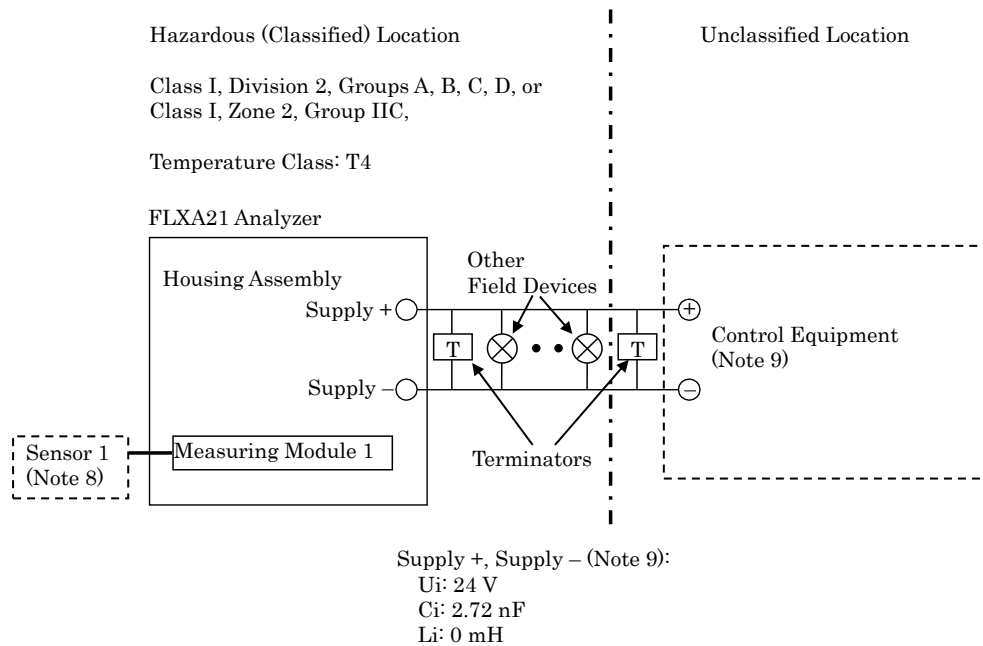 Hazardous (Classified) Location
Unclassified Location
Class I, Division 2, Groups A, B, C, D, or
Class I, Zone 2, Group IIC,
Temperature Class: T4
FLXA21 Analyzer
Housing Assembly
Supply +
Supply –
Measuring Module 1
Sensor 1
(Note 8)
Other
Field Devices
T
T
Terminators
+
–
Control Equipment
(Note 9)
Supply +, Supply – (Note 9):
Ui: 24 V
Ci: 2.72 nF
Li: 0 mH